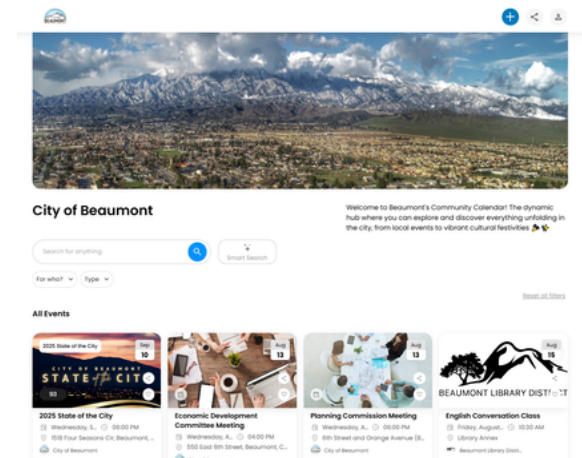 BEAUMONT
City of Beaumont
Welcome to Beaumont's Community Calendar! The dynamic
hub where you can explore and discover everything unfolding in
the city, from local events to vibrant cultural festivities
Search for anything
Smart Search
For who?
Type
Reset all filters
All Events
2025 State of the City
Sep
10
CITY OF BEAUMONT
STATE of the CIT
93
2025 State of the City
Wednesday, S...
06:00 PM
1518 Four Seasons Cir, Beaumont, ...
City of Beaumont
Aug
13
Economic Development
Committee Meeting
Wednesday, A...
04:00 PM
550 East 6th Street, Beaumont, C...
Aug
13
Planning Commission Meeting
Wednesday, A...
06:00 PM
6th Street and Orange Avenue (B...
City of Beaumont
Aug
15
BEAUMONT LIBRARY DIST
English Conversation Class
Friday, August...
10:30 AM
Library Annex
Beaumont Library Distri...